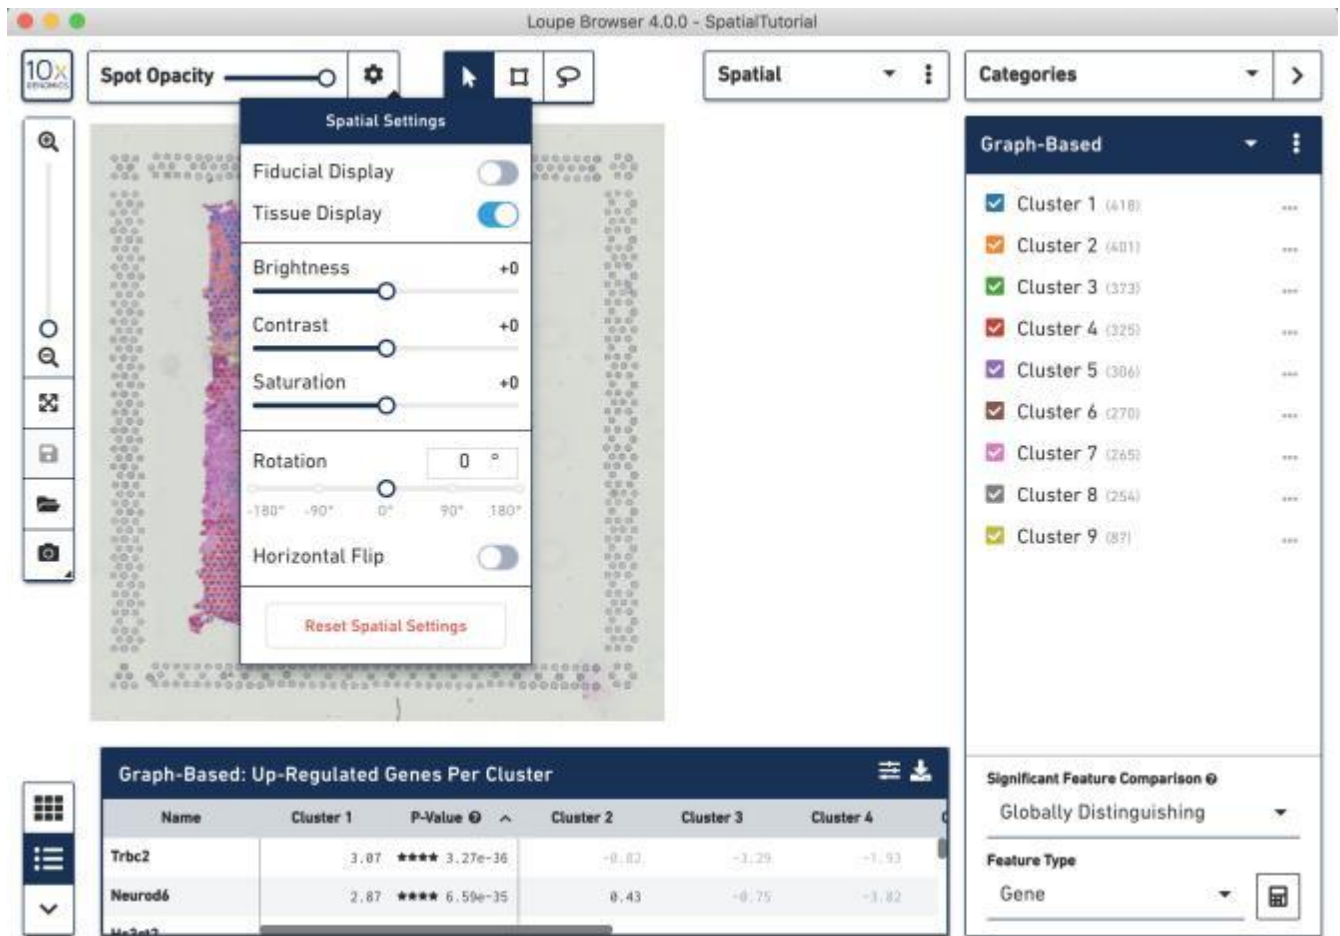 Loupe Browser 4.0.0 - SpatialTutorial
10X
GENOMICS
Spot Opacity
Spatial
Categories
Spatial Settings
Fiducial Display
Tissue Display
Brightness +0
Contrast +0
Saturation +0
Rotation 0 °
-180° -90° 0° 90° 180°
Horizontal Flip
Reset Spatial Settings
Graph-Based
Cluster 1 (418)
Cluster 2 (401)
Cluster 3 (373)
Cluster 4 (325)
Cluster 5 (306)
Cluster 6 (270)
Cluster 7 (265)
Cluster 8 (254)
Cluster 9 (87)
Graph-Based: Up-Regulated Genes Per Cluster
Name Cluster 1 P-Value Cluster 2 Cluster 3 Cluster 4
Trbc2 3.07 ★★★★ 3.27e-36 -0.82 -3.29 -1.93
Neurod6 2.87 ★★★★ 6.59e-35 0.43 -0.75 -3.82
Significant Feature Comparison
Globally Distinguishing
Feature Type
Gene